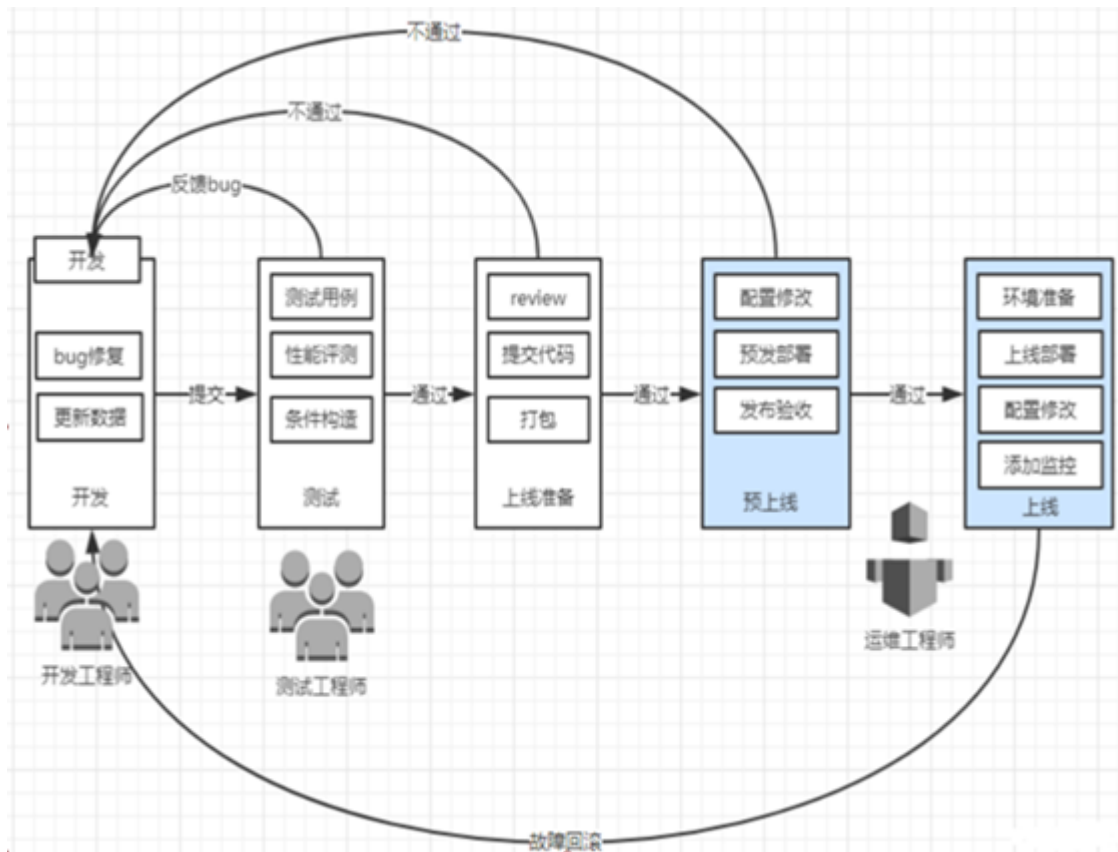 不通过
不通过
反馈bug
开发
bug修复
更新数据
开发
提交
测试用例
性能评测
条件构造
测试
通过
review
提交代码
打包
上线准备
通过
配置修改
预发部署
发布验收
预上线
通过
环境准备
上线部署
配置修改
添加监控
上线
开发工程师
测试工程师
运维工程师
故障回滚